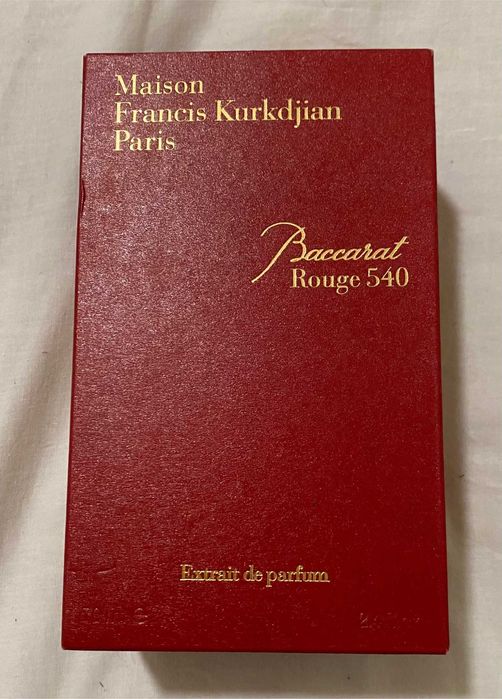 Maison
Francis Kurkdjian
Paris
Baccarat
Rouge 540
Extrait de parfum